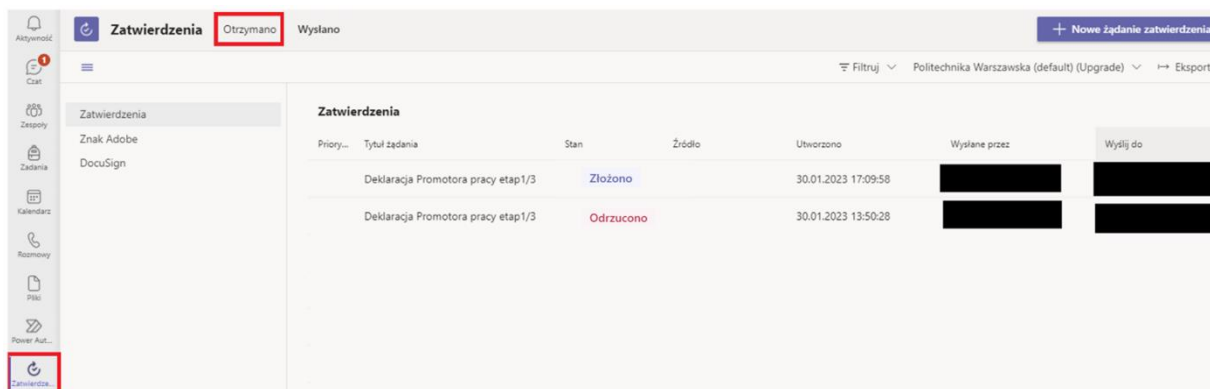 Aktywność
1
Czat
Zespoły
Zadania
Kalendarz
Rozmowy
Pliki
Power Aut...
Zatwierdze...
Zatwierdzenia Otrzymano Wysłano + Nowe żądanie zatwierdzenia
Filtruj Politechnika Warszawska (default) (Upgrade) Eksport
Zatwierdzenia
Znak Adobe
DocuSign
Zatwierdzenia
Priory... Tytuł żądania Stan Źródło Utworzono Wysłane przez Wyślij do
Deklaracja Promotora pracy etap1/3 Złożono 30.01.2023 17:09:58
Deklaracja Promotora pracy etap1/3 Odrzucono 30.01.2023 13:50:28